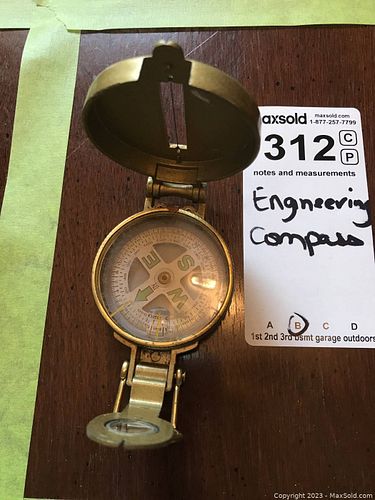 maxsold
maxsold.com
1-877-257-7799
312
C
P
notes and measurements
Engneering
Compass
A B C D
1st 2nd 3rd bsmt garage outdoors
E
S
W
Copyright © 2023 - MaxSold.com